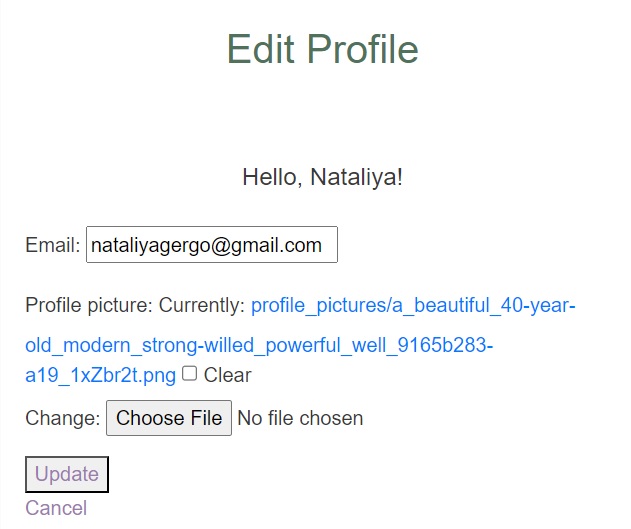 Edit Profile
Hello, Nataliya!
Email: nataliyagergo@gmail.com
Profile picture: Currently: profile_pictures/a_beautiful_40-year-
old_modern_strong-willed_powerful_well_9165b283-
a19_1xZbr2t.png Clear
Change: Choose File No file chosen
Update
Cancel